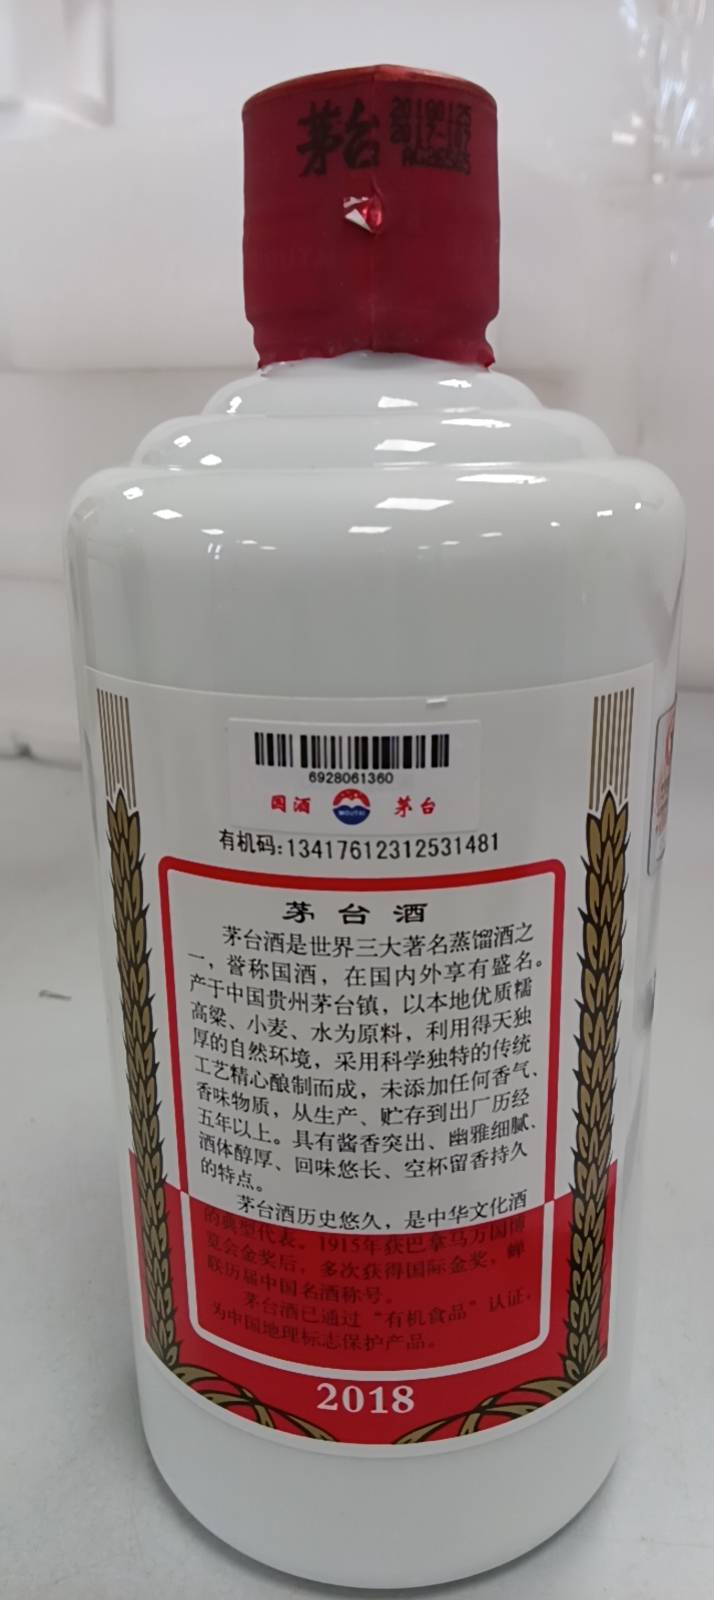 茅台
6928061360
国酒 MOUTAI 茅台
有机码:13417612312531481
茅台酒
茅台酒是世界三大著名蒸馏酒之
一，誉称国酒，在国内外享有盛名。
产于中国贵州茅台镇，以本地优质糯
高粱、小麦、水为原料，利用得天独
厚的自然环境，采用科学独特的传统
工艺精心酿制而成，未添加任何香气、
香味物质，从生产、贮存到出厂历经
五年以上。具有酱香突出、幽雅细腻、
酒体醇厚、回味悠长、空杯留香持久
的特点。
茅台酒历史悠久，是中华文化酒
的典型代表。1915年获巴拿马万国博
览会金奖后，多次获得国际金奖，蝉
联历届中国名酒称号。
茅台酒已通过“有机食品”认证，
为中国地理标志保护产品。
2018